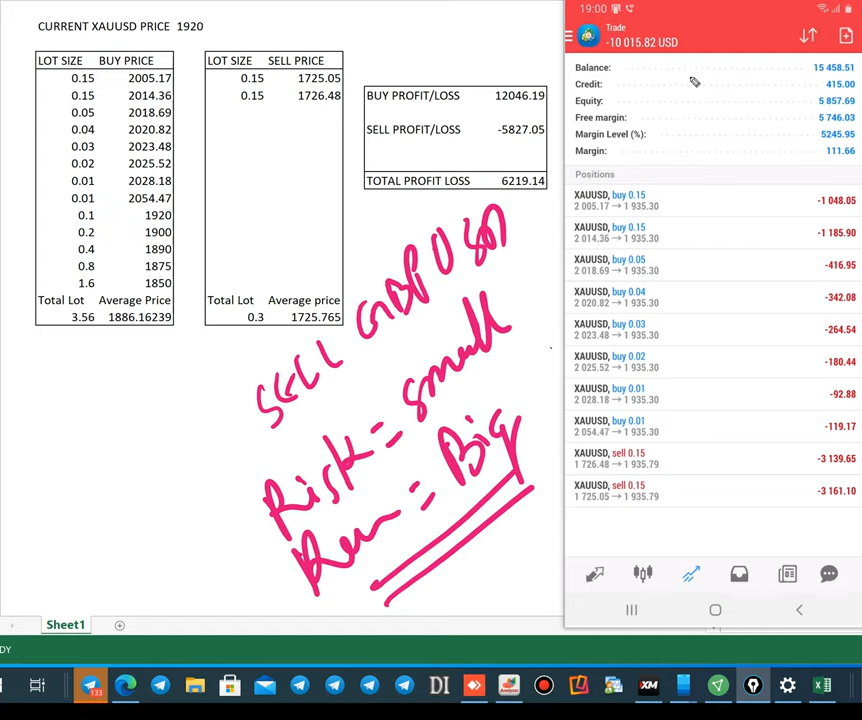 CURRENT XAUUSD PRICE 1920
LOT SIZE BUY PRICE
0.15 2005.17
0.15 2014.36
0.05 2018.69
0.04 2020.82
0.03 2023.48
0.02 2025.52
0.01 2028.18
0.01 2054.47
0.1 1920
0.2 1900
0.4 1890
0.8 1875
1.6 1850
Total Lot Average Price
3.56 1886.16239
LOT SIZE SELL PRICE
0.15 1725.05
0.15 1726.48
Total Lot Average price
0.3 1725.765
BUY PROFIT/LOSS 12046.19
SELL PROFIT/LOSS -5827.05
TOTAL PROFIT LOSS 6219.14
SELL GBPUSD
Risk = Small
Rew = Big
19:00
Trade
-10 015.82 USD
Balance: 15 458.51
Credit: 415.00
Equity: 5 857.69
Free margin: 5 746.03
Margin Level (%): 5245.95
Margin: 111.66
Positions
XAUUSD, buy 0.15
2 005.17 → 1 935.30 -1 048.05
XAUUSD, buy 0.15
2 014.36 → 1 935.30 -1 185.90
XAUUSD, buy 0.05
2 018.69 → 1 935.30 -416.95
XAUUSD, buy 0.04
2 020.82 → 1 935.30 -342.08
XAUUSD, buy 0.03
2 023.48 → 1 935.30 -264.54
XAUUSD, buy 0.02
2 025.52 → 1 935.30 -180.44
XAUUSD, buy 0.01
2 028.18 → 1 935.30 -92.88
XAUUSD, buy 0.01
2 054.47 → 1 935.30 -119.17
XAUUSD, sell 0.15
1 726.48 → 1 935.79 -3 139.65
XAUUSD, sell 0.15
1 725.05 → 1 935.79 -3 161.10
Sheet1
DY
133
DI
XM